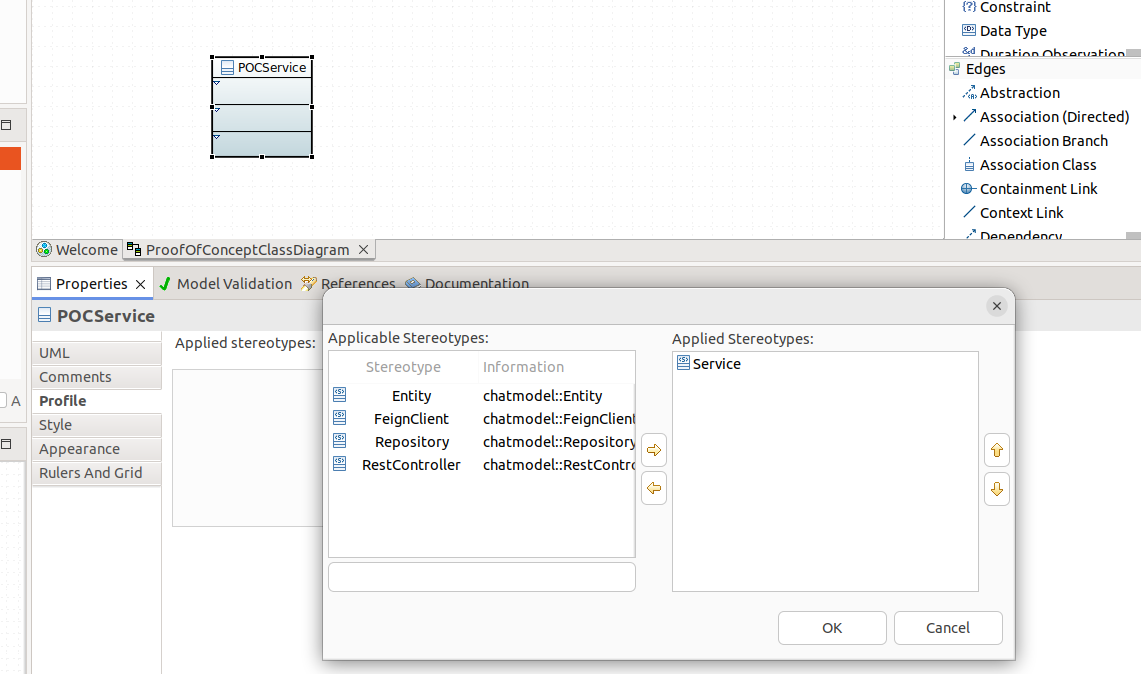 {?} Constraint
Data Type
Duration Observation
POCService
Edges
Abstraction
Association (Directed)
Association Branch
Association Class
Containment Link
Context Link
Dependency
Welcome
ProofOfConceptClassDiagram
Properties
Model Validation
References
Documentation
POCService
Applicable Stereotypes:
Applied Stereotypes:
UML
Applied stereotypes:
Comments
Profile
Style
Appearance
Rulers And Grid
A
Stereotype Information
Entity chatmodel::Entity
FeignClient chatmodel::FeignClient
Repository chatmodel::Repository
RestController chatmodel::RestContro
Service
OK
Cancel